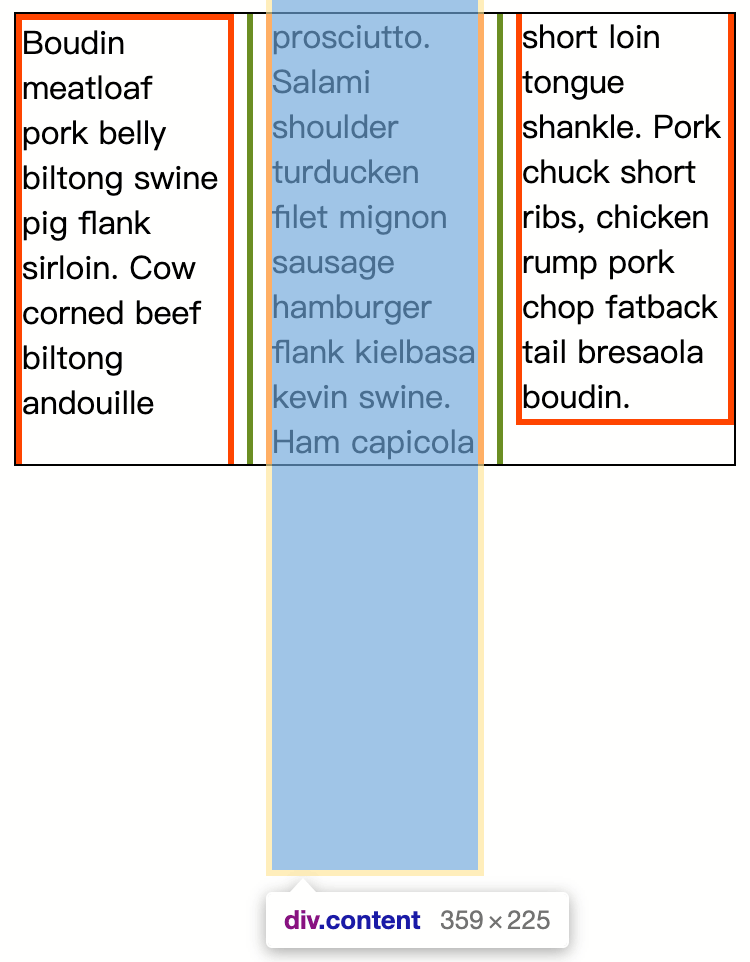 Boudin
meatloaf
pork belly
biltong swine
pig flank
sirloin. Cow
corned beef
biltong
andouille
prosciutto.
Salami
shoulder
turducken
filet mignon
sausage
hamburger
flank kielbasa
kevin swine.
Ham capicola
short loin
tongue
shankle. Pork
chuck short
ribs, chicken
rump pork
chop fatback
tail bresaola
boudin.
div.content 359 × 225